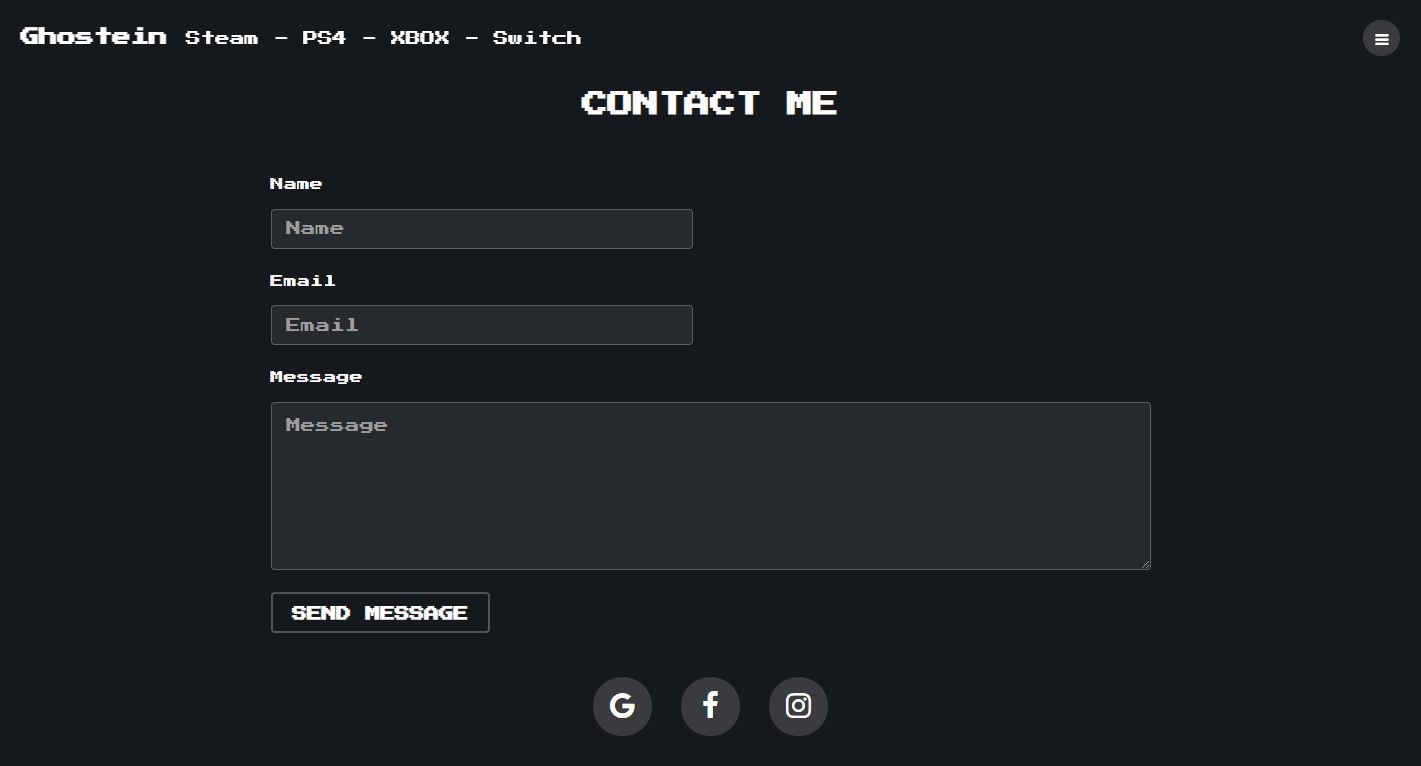 Ghostein Steam - PS4 - XBOX - Switch
CONTACT ME
Name
Name
Email
Email
Message
Message
SEND MESSAGE